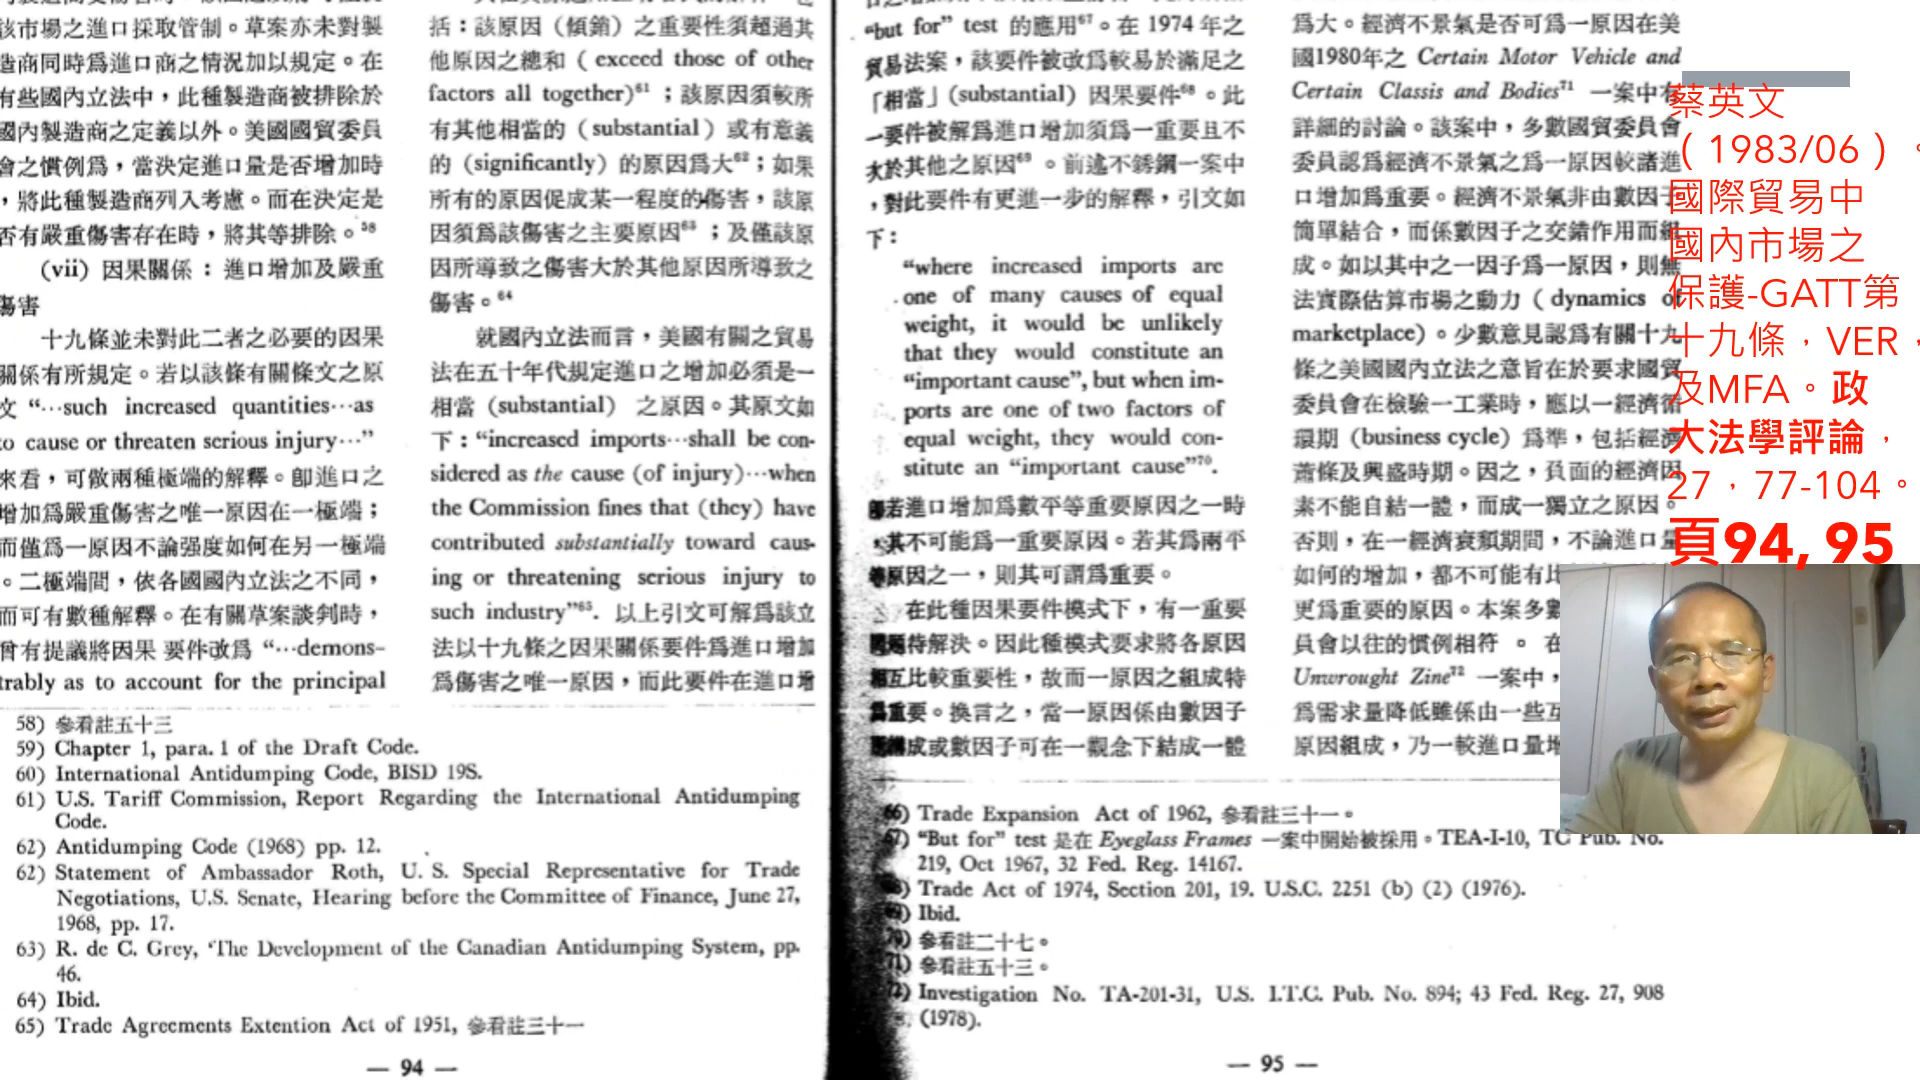 該市場之進口採取管制。草案亦未對製
造商同時爲進口商之情況加以規定。在
有些國內立法中，此種製造商被排除於
國內製造商之定義以外。美國國貿委員
會之慣例爲，當決定進口量是否增加時
，將此種製造商列入考慮。而在決定是
否有嚴重傷害存在時，將其等排除。58
(vii) 因果關係：進口增加及嚴重
傷害
十九條並未對此二者之必要的因果
關係有所規定。若以該條有關條文之原
文 “…such increased quantities…as
to cause or threaten serious injury…”
來看，可做兩種極端的解釋。卽進口之
增加爲嚴重傷害之唯一原因在一極端；
而僅爲一原因不論强度如何在另一極端
。二極端間，依各國國內立法之不同，
而可有數種解釋。在有關草案談判時，
曾有提議將因果 要件改爲 “…demons-
trably as to account for the principal
括：該原因（傾銷）之重要性須超過其
他原因之總和（ exceed those of other
factors all together)61 ；該原因須較所
有其他相當的（ substantial ）或有意義
的 (significantly) 的原因爲大62；如果
所有的原因促成某一程度的傷害，該原
因須爲該傷害之主要原因63 ；及僅該原
因所導致之傷害大於其他原因所導致之
傷害。64
就國內立法而言，美國有關之貿易
法在五十年代規定進口之增加必須是一
相當 (substantial) 之原因。其原文如
下：“increased imports…shall be con-
sidered as the cause (of injury)…when
the Commission fines that (they) have
contributed substantially toward caus-
ing or threatening serious injury to
such industry”65. 以上引文可解爲該立
法以十九條之因果關係要件爲進口增加
爲傷害之唯一原因，而此要件在進口增
58) 參看註五十三
59) Chapter 1, para. 1 of the Draft Code.
60) International Antidumping Code, BISD 19S.
61) U.S. Tariff Commission, Report Regarding the International Antidumping
Code.
62) Antidumping Code (1968) pp. 12.
62) Statement of Ambassador Roth, U. S. Special Representative for Trade
Negotiations, U.S. Senate, Hearing before the Committee of Finance, June 27,
1968, pp. 17.
63) R. de C. Grey, ‘The Development of the Canadian Antidumping System, pp.
46.
64) Ibid.
65) Trade Agreements Extention Act of 1951, 參看註三十一
— 94 —
“but for” test 的應用67。在 1974 年之
貿易法案，該要件被改爲較易於滿足之
「相當」(substantial) 因果要件68 。此
一要件被解爲進口增加須爲一重要且不
次於其他之原因69 。前述不銹鋼一案中
，對此要件有更進一步的解釋，引文如
下：
“where increased imports are
one of many causes of equal
weight, it would be unlikely
that they would constitute an
“important cause”, but when im-
ports are one of two factors of
equal weight, they would con-
stitute an “important cause”70.
若進口增加爲數平等重要原因之一時
，其不可能爲一重要原因。若其爲兩平
等原因之一，則其可謂爲重要。
在此種因果要件模式下，有一重要
問題待解決。因此種模式要求將各原因
相互比較重要性，故而一原因之組成特
爲重要。換言之，當一原因係由數因子
成或數因子可在一觀念下結成一體
爲大。經濟不景氣是否可爲一原因在美
國1980年之 Certain Motor Vehicle and
Certain Classis and Bodies71 一案中有
詳細的討論。該案中，多數國貿委員會
委員認爲經濟不景氣之爲一原因較諸進
口增加爲重要。經濟不景氣非由數因子
簡單結合，而係數因子之交錯作用而組
成。如以其中之一因子爲一原因，則無
法實際估算市場之動力（ dynamics of
marketplace) 。少數意見認爲有關十九
條之美國國內立法之意旨在於要求國貿
委員會在檢驗一工業時，應以一經濟循
環期 (business cycle) 爲準，包括經濟
蕭條及興盛時期。因之，負面的經濟因
素不能自結一體，而成一獨立之原因。
否則，在一經濟衰頹期間，不論進口量
如何的增加，都不可能有比
更爲重要的原因。本案多數
員會以往的慣例相符 。 在
Unwrought Zine72 一案中，
爲需求量降低雖係由一些互
原因組成，乃一較進口量增
66) Trade Expansion Act of 1962, 參看註三十一。
67) “But for” test 是在 Eyeglass Frames 一案中開始被採用。TEA-I-10, TC Pub. No.
219, Oct 1967, 32 Fed. Reg. 14167.
68) Trade Act of 1974, Section 201, 19. U.S.C. 2251 (b) (2) (1976).
69) Ibid.
70) 參看註二十七。
71) 參看註五十三。
72) Investigation No. TA-201-31, U.S. I.T.C. Pub. No. 894; 43 Fed. Reg. 27, 908
(1978).
— 95 —
蔡英文
（1983/06）。
國際貿易中
國內市場之
保護-GATT第
十九條，VER，
及MFA。政
大法學評論，
27，77-104。
頁94, 95